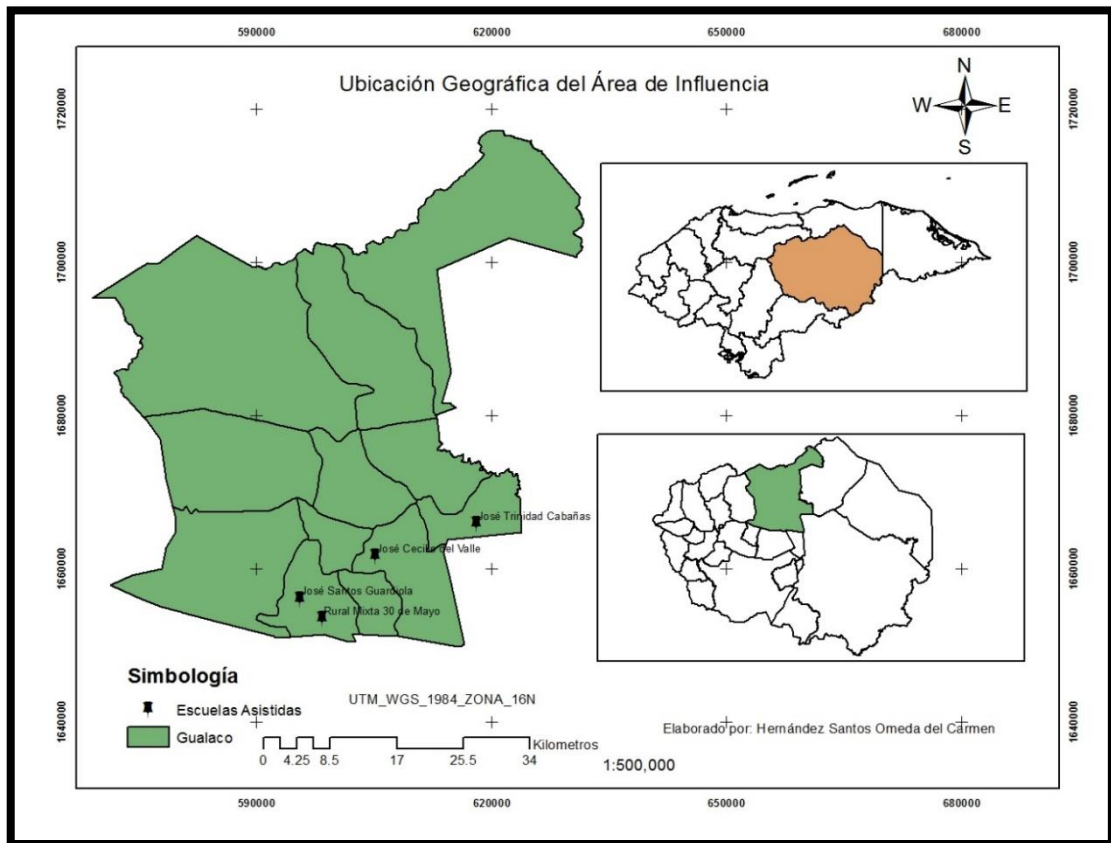 590000 620000 650000 680000
Ubicación Geográfica del Área de Influencia
N
W E
S
1720000 1720000
1700000 1700000
1680000 1680000
1660000 1660000
1640000 1640000
José Trinidad Cabañas
José Cecilio del Valle
José Santos Guardiola
Rural Mixta 30 de Mayo
Simbología
Escuelas Asistidas
Gualaco
UTM_WGS_1984_ZONA_16N
Kilometros
0 4.25 8.5 17 25.5 34
1:500,000
Elaborado por: Hernández Santos Omeda del Carmen
590000 620000 650000 680000